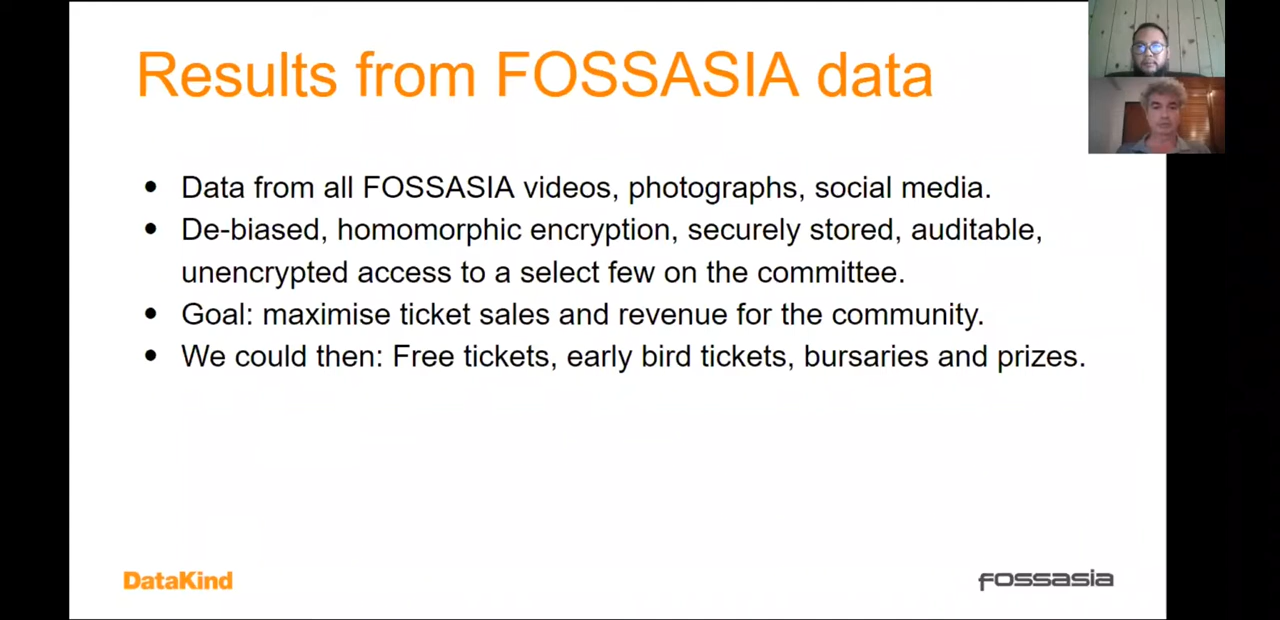 Results from FOSSASIA data
• Data from all FOSSASIA videos, photographs, social media.
• De-biased, homomorphic encryption, securely stored, auditable,
unencrypted access to a select few on the committee.
• Goal: maximise ticket sales and revenue for the community.
• We could then: Free tickets, early bird tickets, bursaries and prizes.
DataKind
fossasia